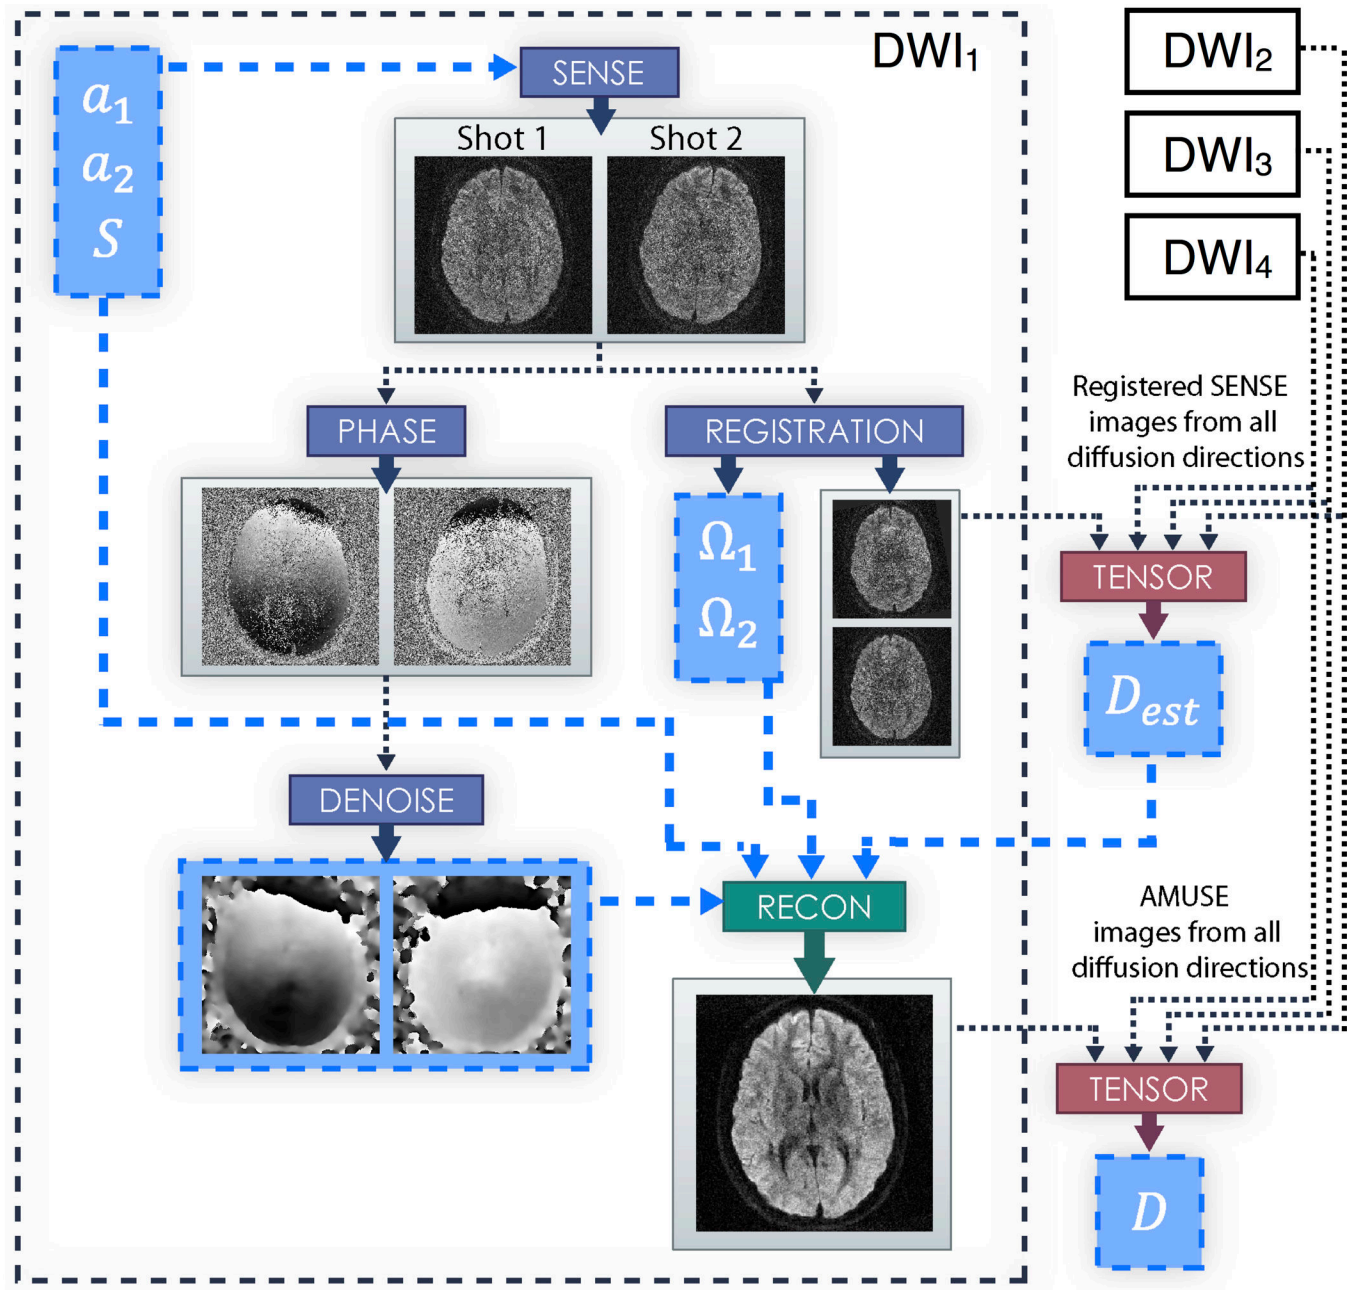 DWI₁
a₁
a₂
S
SENSE
Shot 1
Shot 2
DWI₂
DWI₃
DWI₄
PHASE
REGISTRATION
Registered SENSE
images from all
diffusion directions
Ω₁
Ω₂
TENSOR
D_est
DENOISE
RECON
AMUSE
images from all
diffusion directions
TENSOR
D